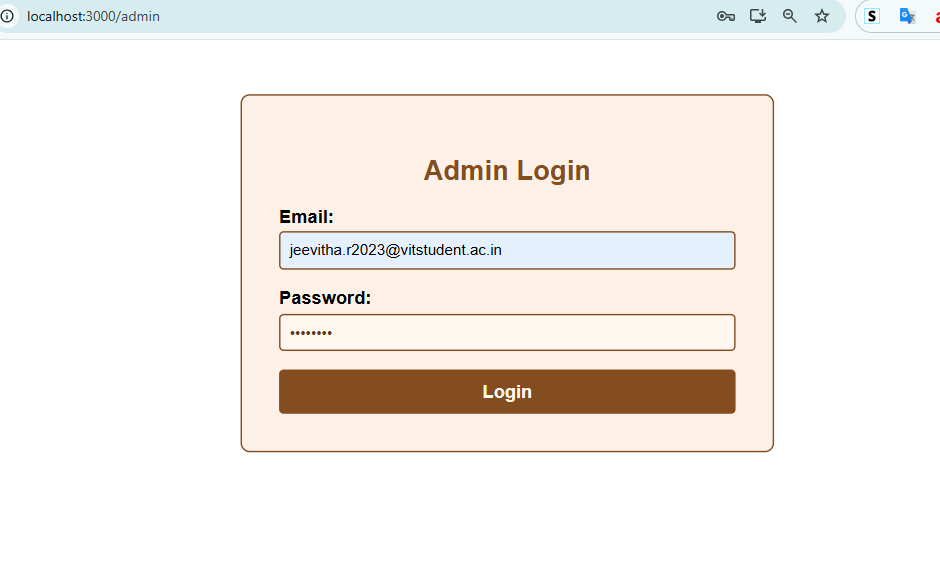 localhost:3000/admin
S
G
Admin Login
Email:
jeevitha.r2023@vitstudent.ac.in
Password:
••••••••
Login